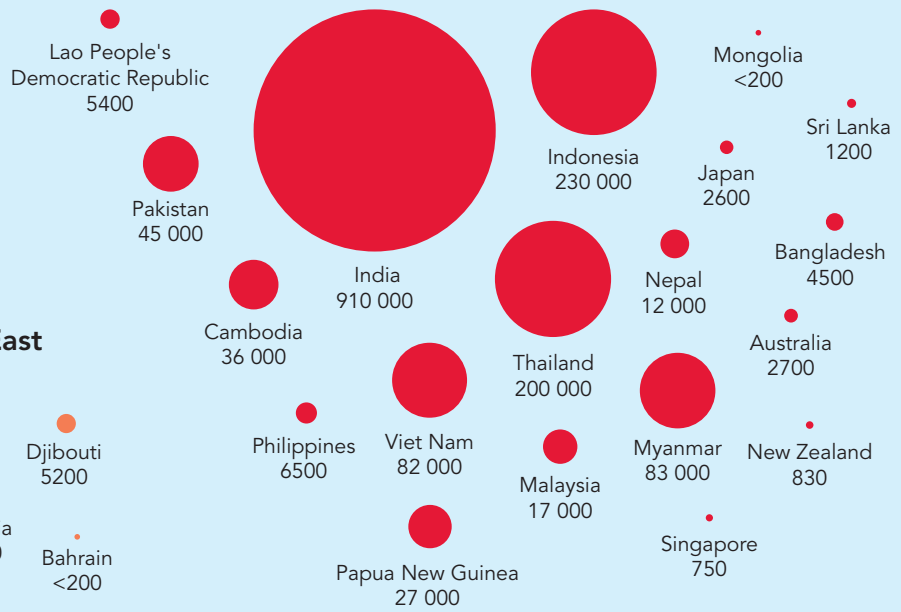 Lao People's
Democratic Republic
5400
Pakistan
45 000
India
910 000
Indonesia
230 000
Mongolia
<200
Sri Lanka
1200
Japan
2600
Bangladesh
4500
Nepal
12 000
Cambodia
36 000
Thailand
200 000
Australia
2700
Philippines
6500
Viet Nam
82 000
Malaysia
17 000
Myanmar
83 000
New Zealand
830
Papua New Guinea
27 000
Singapore
750
East
Djibouti
5200
Bahrain
<200